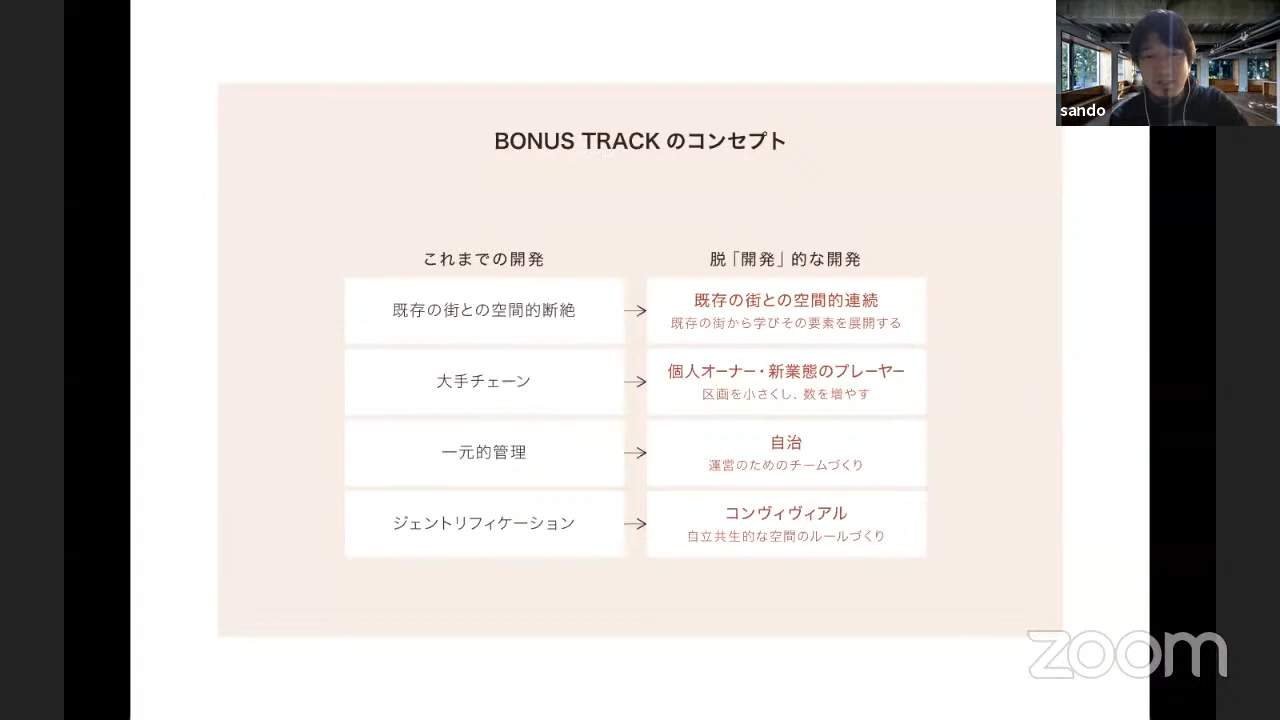 sando
BONUS TRACK のコンセプト
これまでの開発
脱「開発」的な開発
既存の街との空間的断絶
→
既存の街との空間的連続
既存の街から学びその要素を展開する
大手チェーン
→
個人オーナー・新業態のプレーヤー
区画を小さくし、数を増やす
一元的管理
→
自治
運営のためのチームづくり
ジェントリフィケーション
→
コンヴィヴィアル
自立共生的な空間のルールづくり
zoom